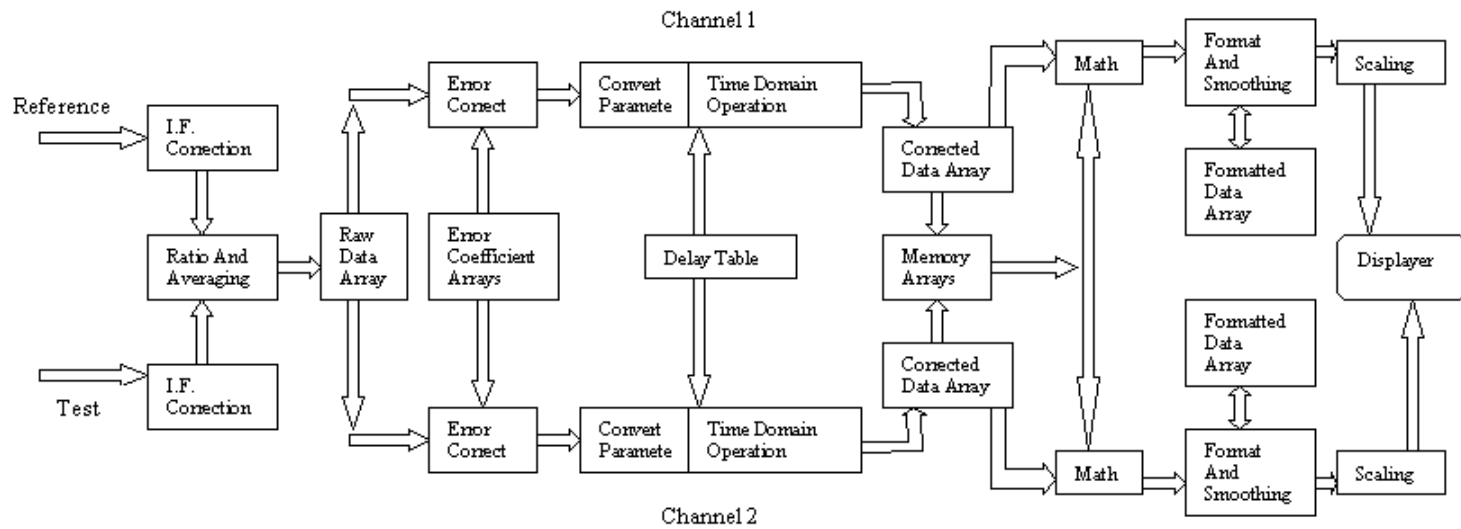 Channel 1
Reference
I.F.
Correction
Error
Correct
Convert
Paramete
Time Domain
Operation
Corrected
Data Array
Math
Format
And
Smoothing
Scaling
Formatted
Data
Array
Ratio And
Averaging
Raw
Data
Array
Error
Coefficient
Arrays
Delay Table
Memory
Arrays
Displayer
Test
I.F.
Correction
Error
Correct
Convert
Paramete
Time Domain
Operation
Corrected
Data Array
Math
Formatted
Data
Array
Format
And
Smoothing
Scaling
Channel 2